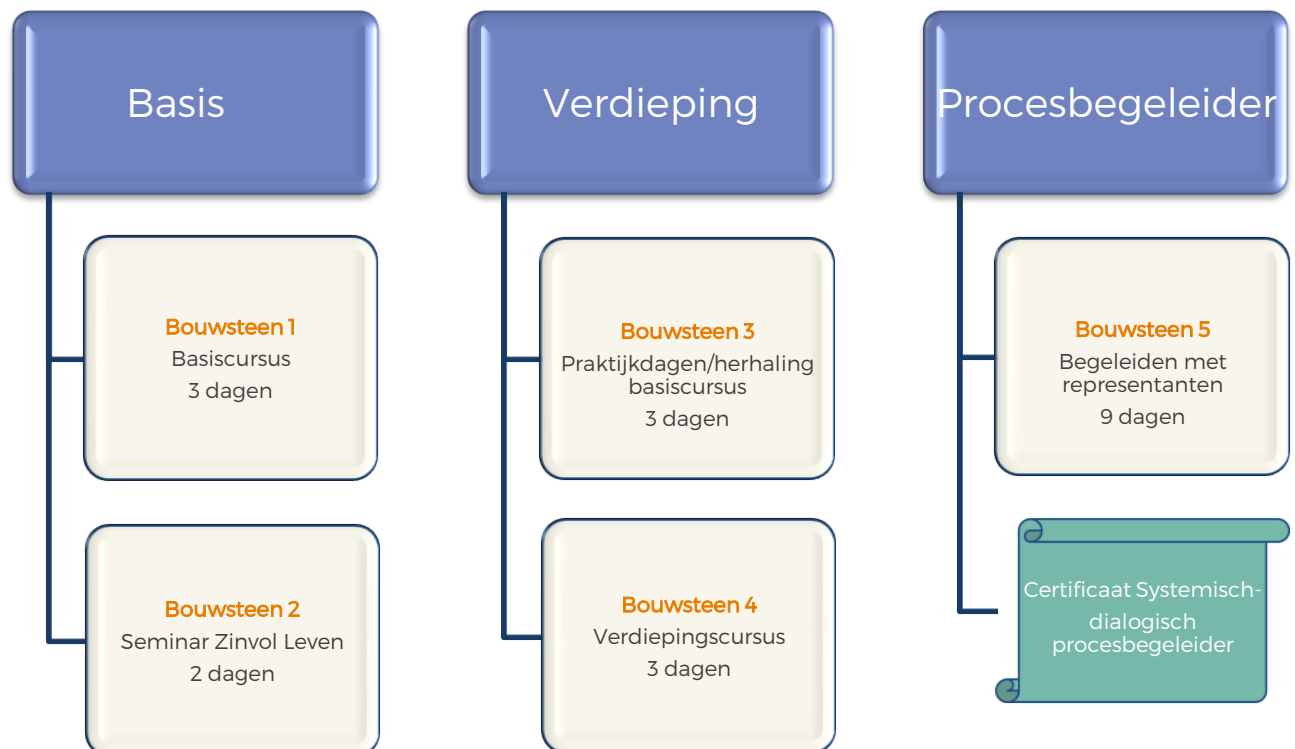 Basis
Bouwsteen 1
Basiscursus
3 dagen
Bouwsteen 2
Seminar Zinvol Leven
2 dagen
Verdieping
Bouwsteen 3
Praktijkdagen/herhaling
basiscursus
3 dagen
Bouwsteen 4
Verdiepingscursus
3 dagen
Procesbegeleider
Bouwsteen 5
Begeleiden met
representanten
9 dagen
Certificaat Systemisch-
dialogisch
procesbegeleider